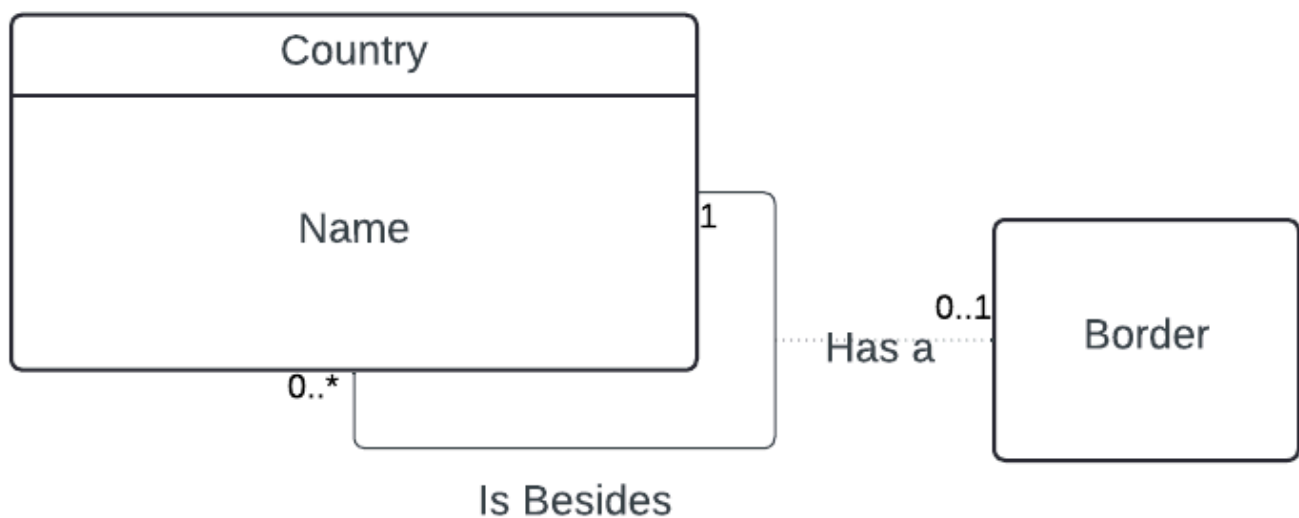 Country
Name
1
0..1
Has a
Border
0..*
Is Besides